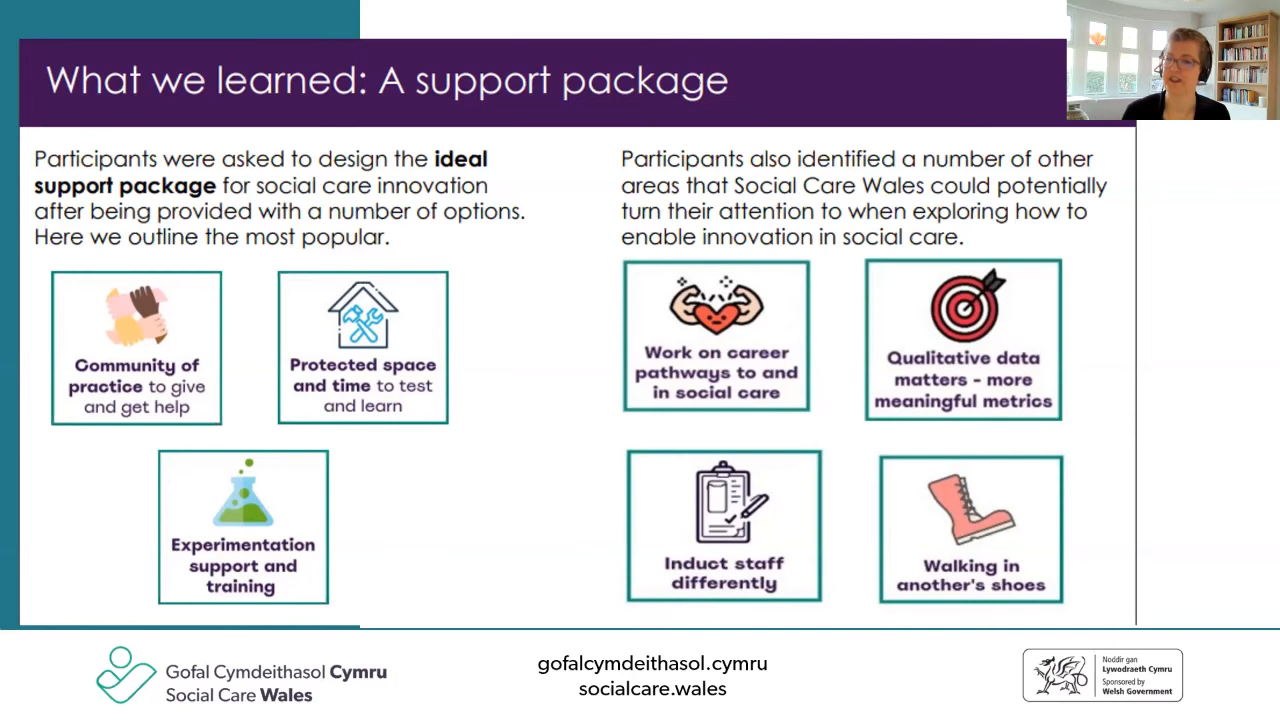 What we learned: A support package
Participants were asked to design the ideal
support package for social care innovation
after being provided with a number of options.
Here we outline the most popular.
Community of
practice to give
and get help
Protected space
and time to test
and learn
Experimentation
support and
training
Participants also identified a number of other
areas that Social Care Wales could potentially
turn their attention to when exploring how to
enable innovation in social care.
Work on career
pathways to and
in social care
Qualitative data
matters - more
meaningful metrics
Induct staff
differently
Walking in
another's shoes
Gofal Cymdeithasol Cymru
Social Care Wales
gofalcymdeithasol.cymru
socialcare.wales
Noddir gan
Lywodraeth Cymru
Sponsored by
Welsh Government